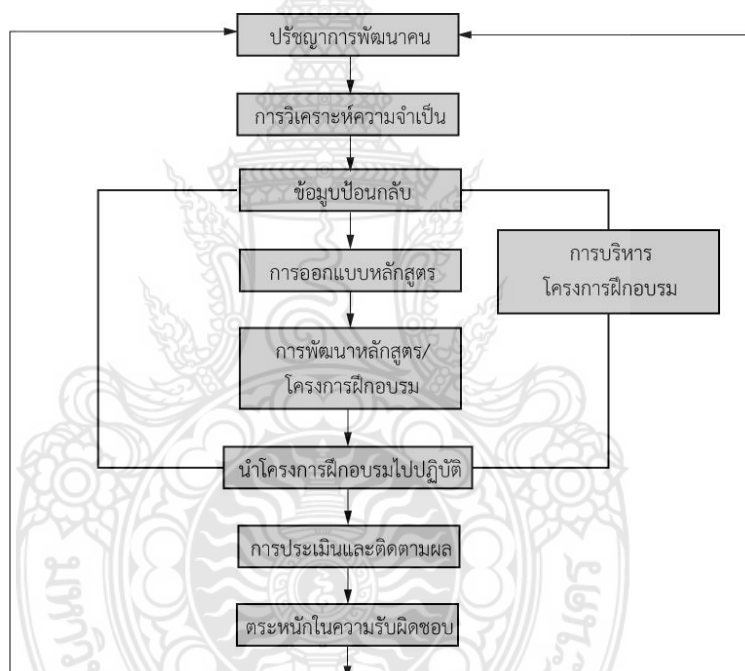 ปรัชญาการพัฒนาคน
การวิเคราะห์ความจำเป็น
ข้อมูบป้อนกลับ
การออกแบบหลักสูตร
การบริหาร
โครงการฝึกอบรม
การพัฒนาหลักสูตร/
โครงการฝึกอบรม
นำโครงการฝึกอบรมไปปฏิบัติ
การประเมินและติดตามผล
ตระหนักในความรับผิดชอบ